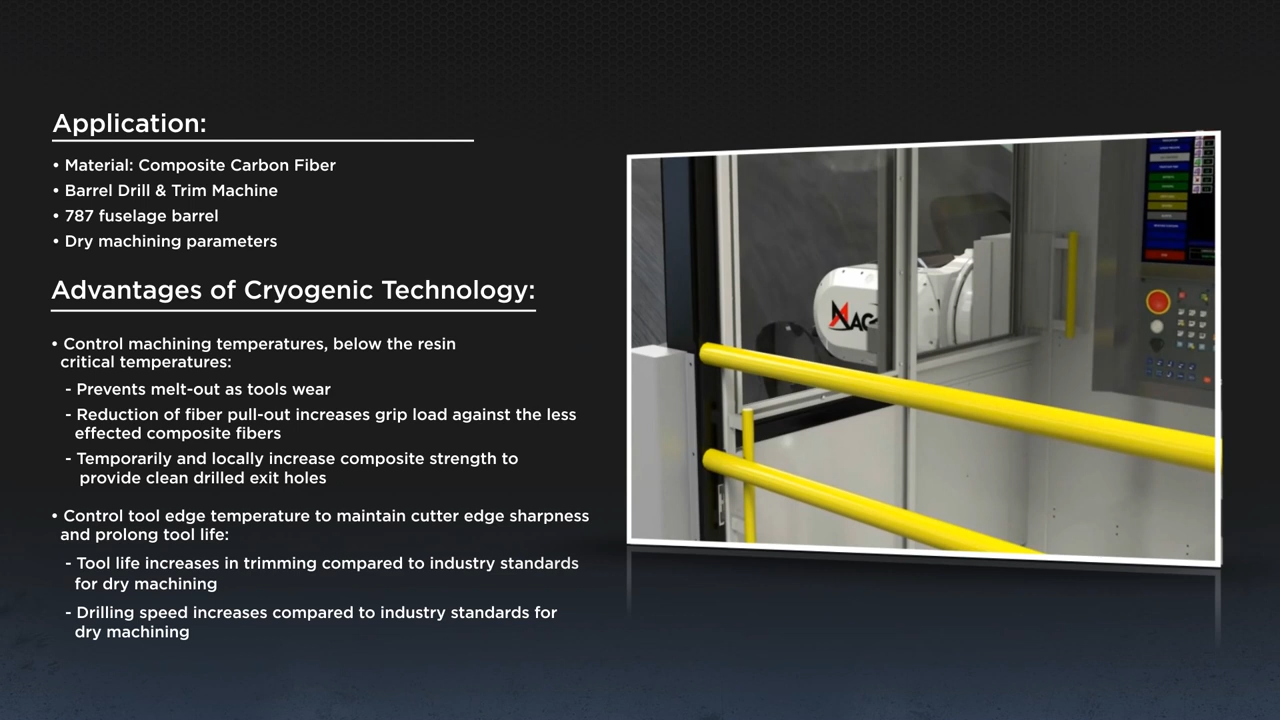 Application:
• Material: Composite Carbon Fiber
• Barrel Drill & Trim Machine
• 787 fuselage barrel
• Dry machining parameters
Advantages of Cryogenic Technology:
• Control machining temperatures, below the resin
critical temperatures:
- Prevents melt-out as tools wear
- Reduction of fiber pull-out increases grip load against the less
effected composite fibers
- Temporarily and locally increase composite strength to
provide clean drilled exit holes
• Control tool edge temperature to maintain cutter edge sharpness
and prolong tool life:
- Tool life increases in trimming compared to industry standards
for dry machining
- Drilling speed increases compared to industry standards for
dry machining
MAG